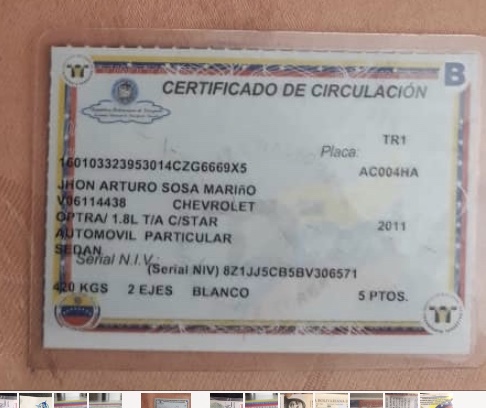 B
CERTIFICADO DE CIRCULACIÓN
TR1
Placa:
160103323953014CZG6669X5
AC004HA
JHON ARTURO SOSA MARIñO
V06114438 CHEVROLET
OPTRA/ 1.8L T/A C/STAR 2011
AUTOMOVIL PARTICULAR
SEDAN
Serial N.I.V.:
(Serial NIV) 8Z1JJ5CB5BV306571
420 KGS 2 EJES BLANCO 5 PTOS.